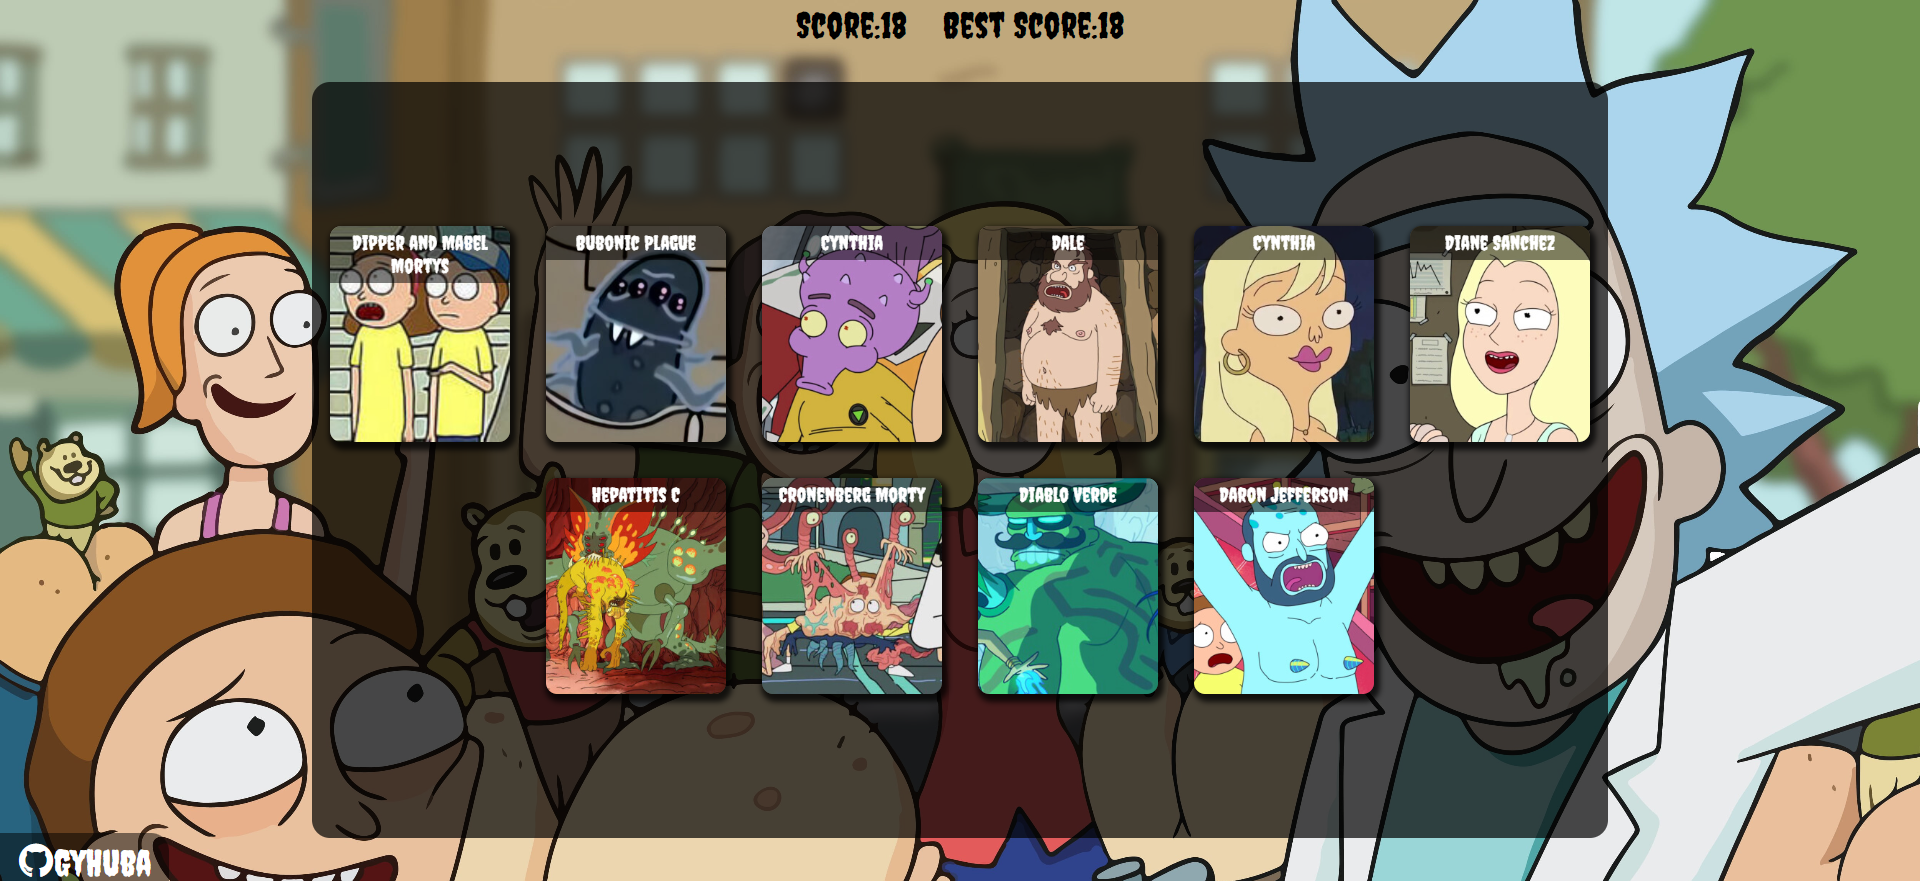 SCORE:18 BEST SCORE:18
DIPPER AND MABEL
MORTYS
BUBONIC PLAGUE
CYNTHIA
DALE
CYNTHIA
DIANE SANCHEZ
HEPATITIS C
CRONENBERG MORTY
DIABLO VERDE
DARON JEFFERSON
GYHUBA